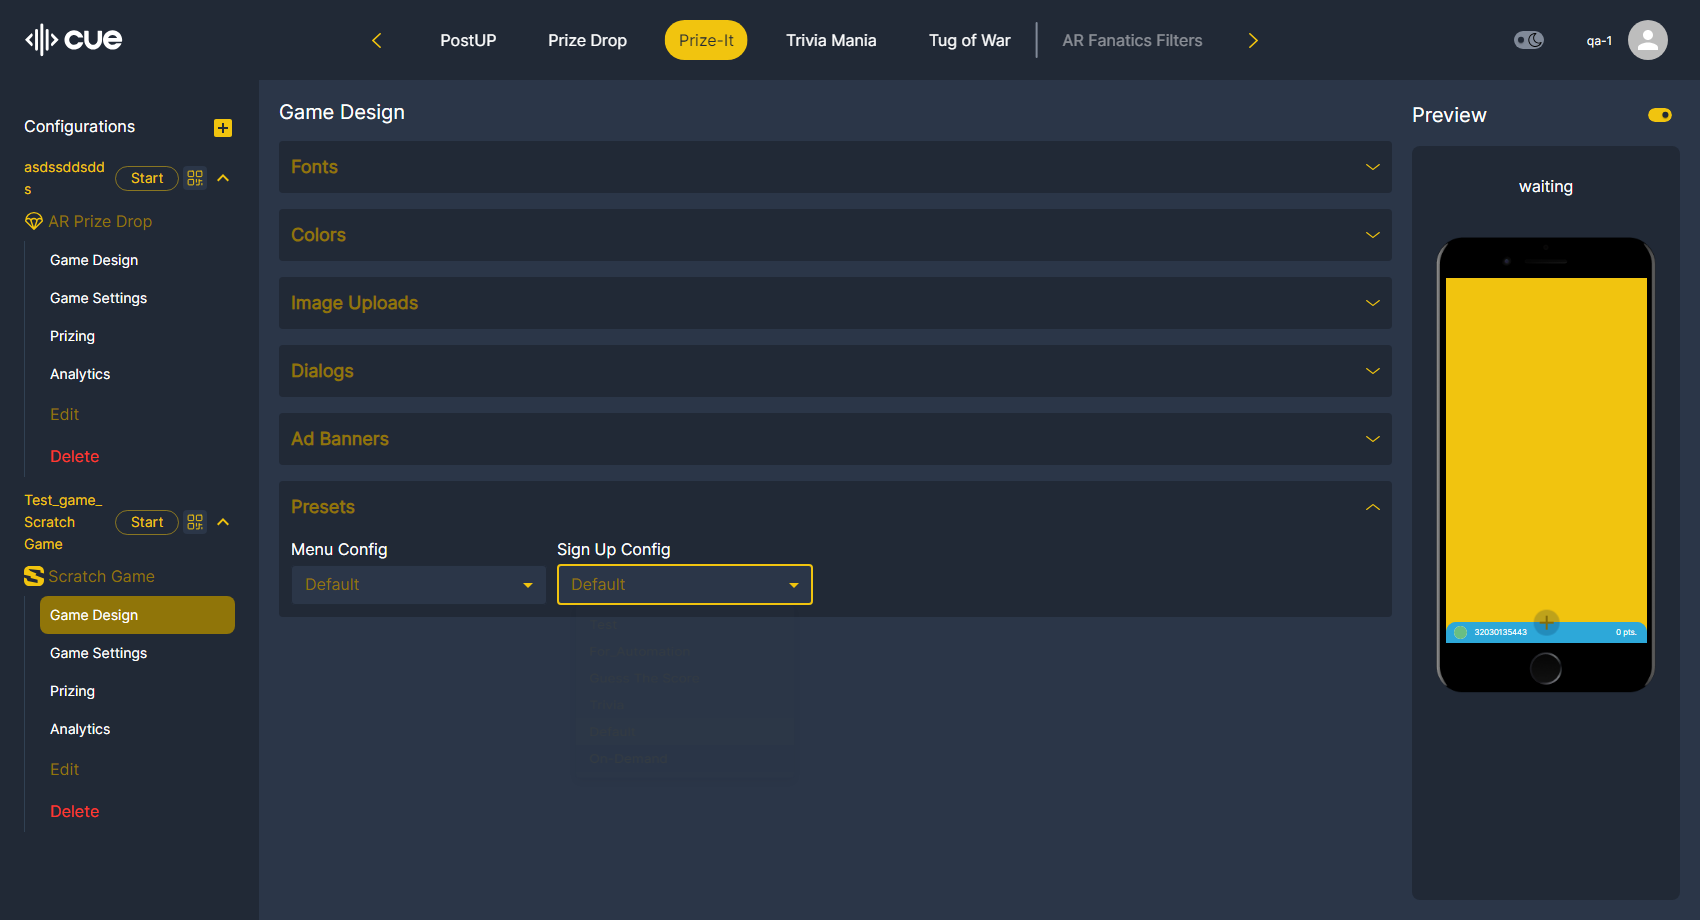 cue
PostUP
Prize Drop
Prize-It
Trivia Mania
Tug of War
AR Fanatics Filters
qa-1
Configurations
asdssddsdd
s
Start
AR Prize Drop
Game Design
Game Settings
Prizing
Analytics
Edit
Delete
Test_game_
Scratch
Game
Start
Scratch Game
Game Design
Game Settings
Prizing
Analytics
Edit
Delete
Game Design
Fonts
Colors
Image Uploads
Dialogs
Ad Banners
Presets
Menu Config
Sign Up Config
Default
Default
Preview
waiting
32030135443
0 pts.